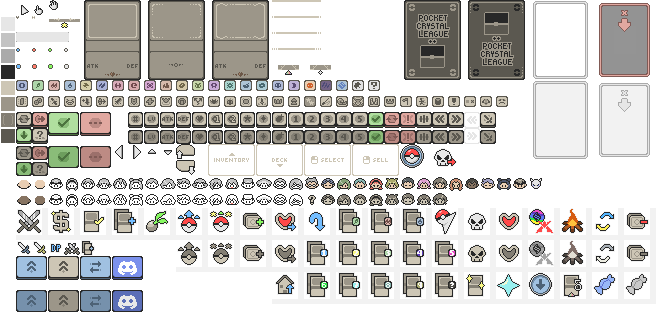 POCKET
CRYSTAL
LEAGUE
POCKET
CRYSTAL
LEAGUE
ATK DEF
ATK DEF
INVENTORY
DECK
SELECT
SELL